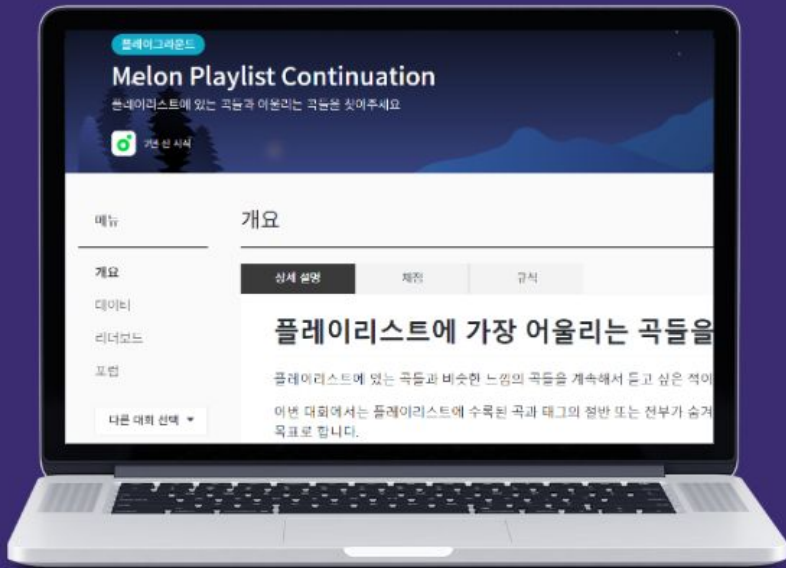 플레이그라운드
Melon Playlist Continuation
플레이리스트에 있는 곡들과 어울리는 곡들을 찾아주세요
2년 전 시작
메뉴
개요
개요
데이터
리더보드
포럼
다른 대회 선택
상세 설명
채점
규칙
플레이리스트에 가장 어울리는 곡들을
플레이리스트에 있는 곡들과 비슷한 느낌의 곡들을 계속해서 듣고 싶은 적이
이번 대회에서는 플레이리스트에 수록된 곡과 태그의 절반 또는 전부가 숨겨
목표로 합니다.